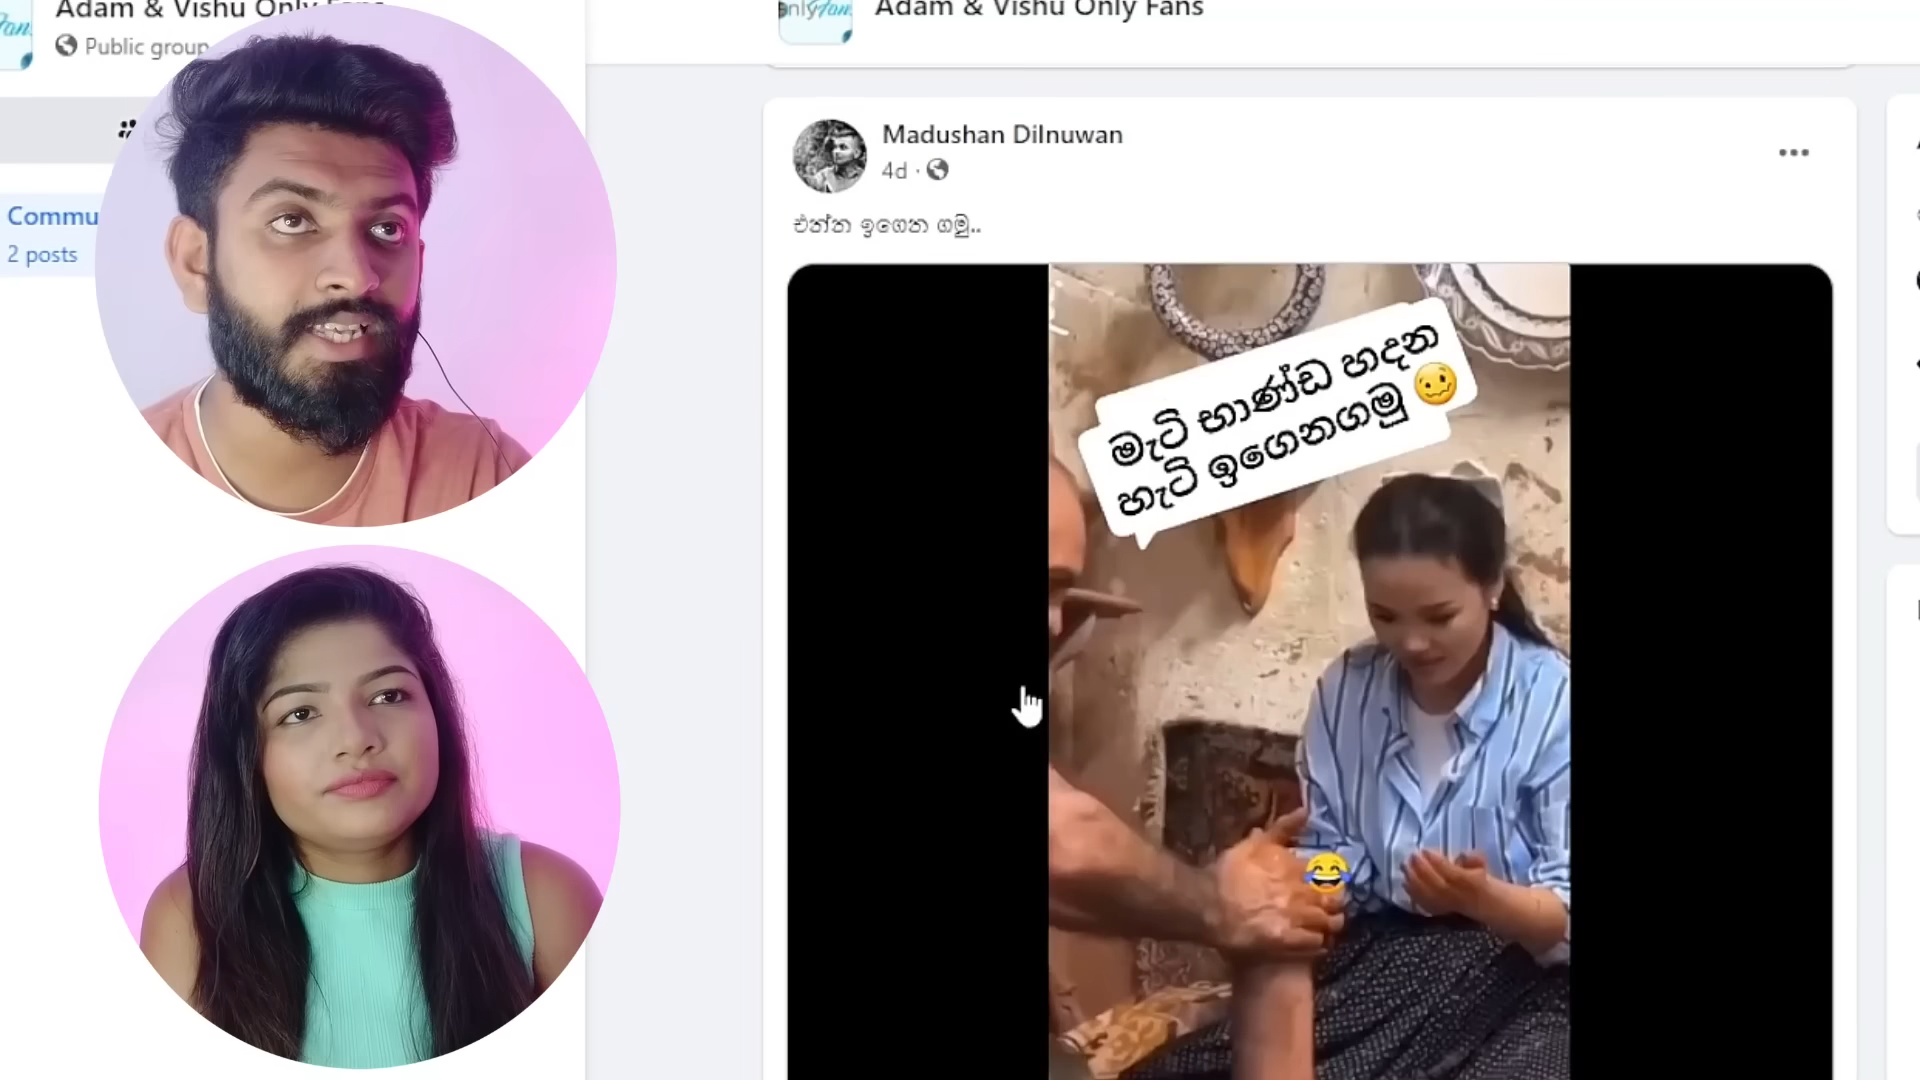 Adam & Vishu Only Fans
Public group
Commu
2 posts
Adam & Vishu Only Fans
Madushan Dilnuwan
4d ·
එන්න ඉගෙන ගමු..
මැටි භාණ්ඩ හදන
හැටි ඉගෙනගමු 🥴